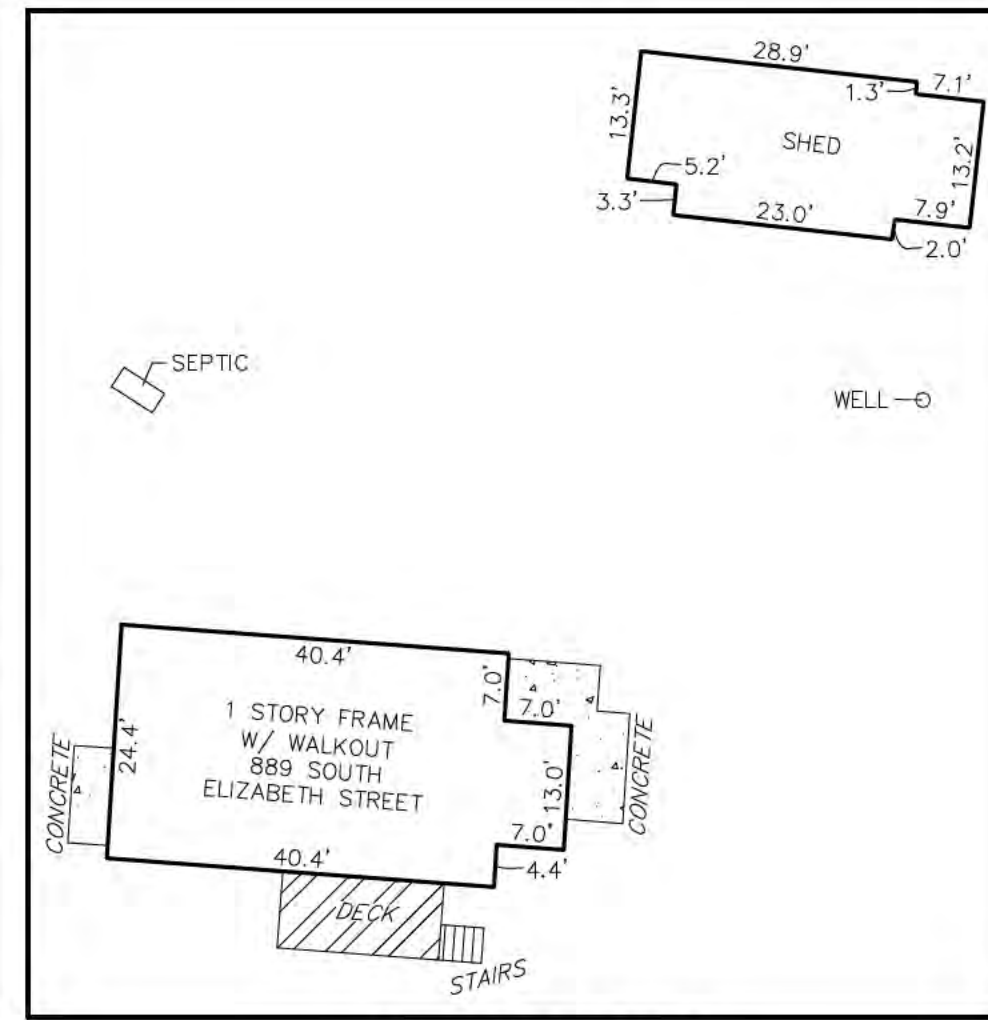 28.9'
7.1'
1.3'
13.3'
SHED
13.2'
5.2'
3.3'
23.0'
7.9'
2.0'
SEPTIC
WELL
40.4'
7.0'
7.0'
24.4'
1 STORY FRAME
W/ WALKOUT
889 SOUTH
ELIZABETH STREET
CONCRETE
CONCRETE
13.0'
7.0'
40.4'
4.4'
DECK
STAIRS